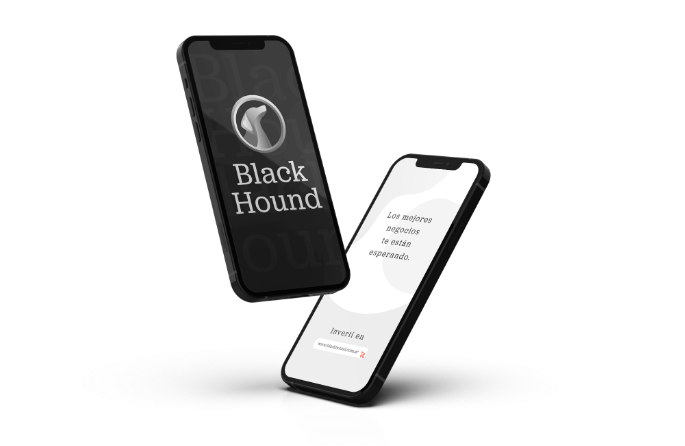 Black
Hound
Los mejores
negocios
te están
esperando.
Invertí en